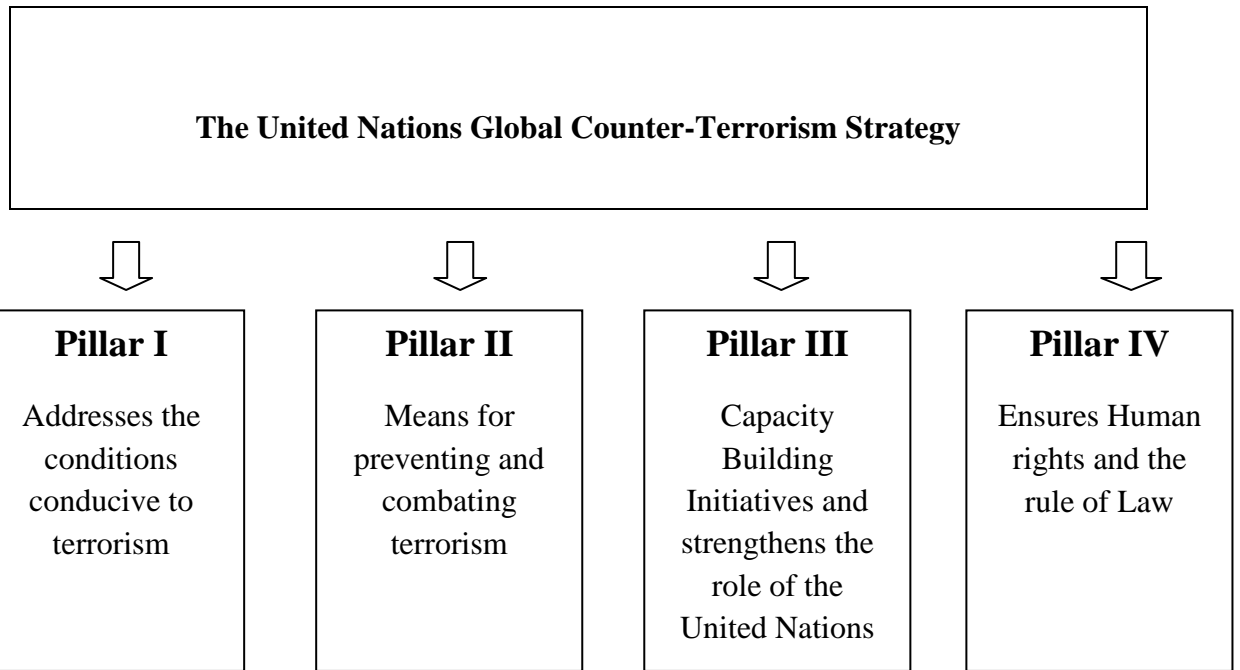 The United Nations Global Counter-Terrorism Strategy
Pillar I
Addresses the
conditions
conducive to
terrorism
Pillar II
Means for
preventing and
combating
terrorism
Pillar III
Capacity
Building
Initiatives and
strengthens the
role of the
United Nations
Pillar IV
Ensures Human
rights and the
rule of Law